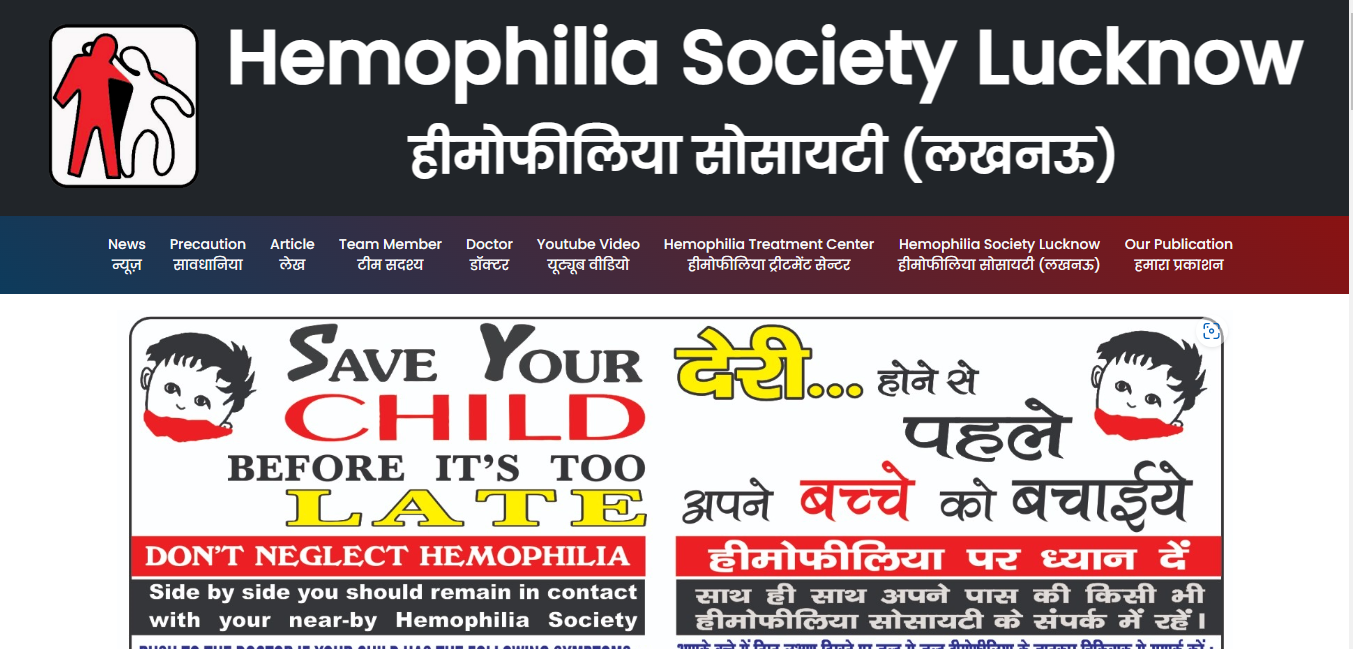 Hemophilia Society Lucknow
हीमोफीलिया सोसायटी (लखनऊ)
News
न्यूज़
Precaution
सावधानिया
Article
लेख
Team Member
टीम सदश्य
Doctor
डॉक्टर
Youtube Video
यूट्यूब वीडियो
Hemophilia Treatment Center
हीमोफीलिया ट्रीटमेंट सेन्टर
Hemophilia Society Lucknow
हीमोफीलिया सोसायटी (लखनऊ)
Our Publication
हमारा प्रकाशन
SAVE YOUR
CHILD
BEFORE IT'S TOO
LATE
DON'T NEGLECT HEMOPHILIA
Side by side you should remain in contact
with your near-by Hemophilia Society
देरी... होने से
पहले
अपने बच्चे को बचाईये
हीमोफीलिया पर ध्यान दें
साथ ही साथ अपने पास की किसी भी
हीमोफीलिया सोसायटी के संपर्क में रहें।